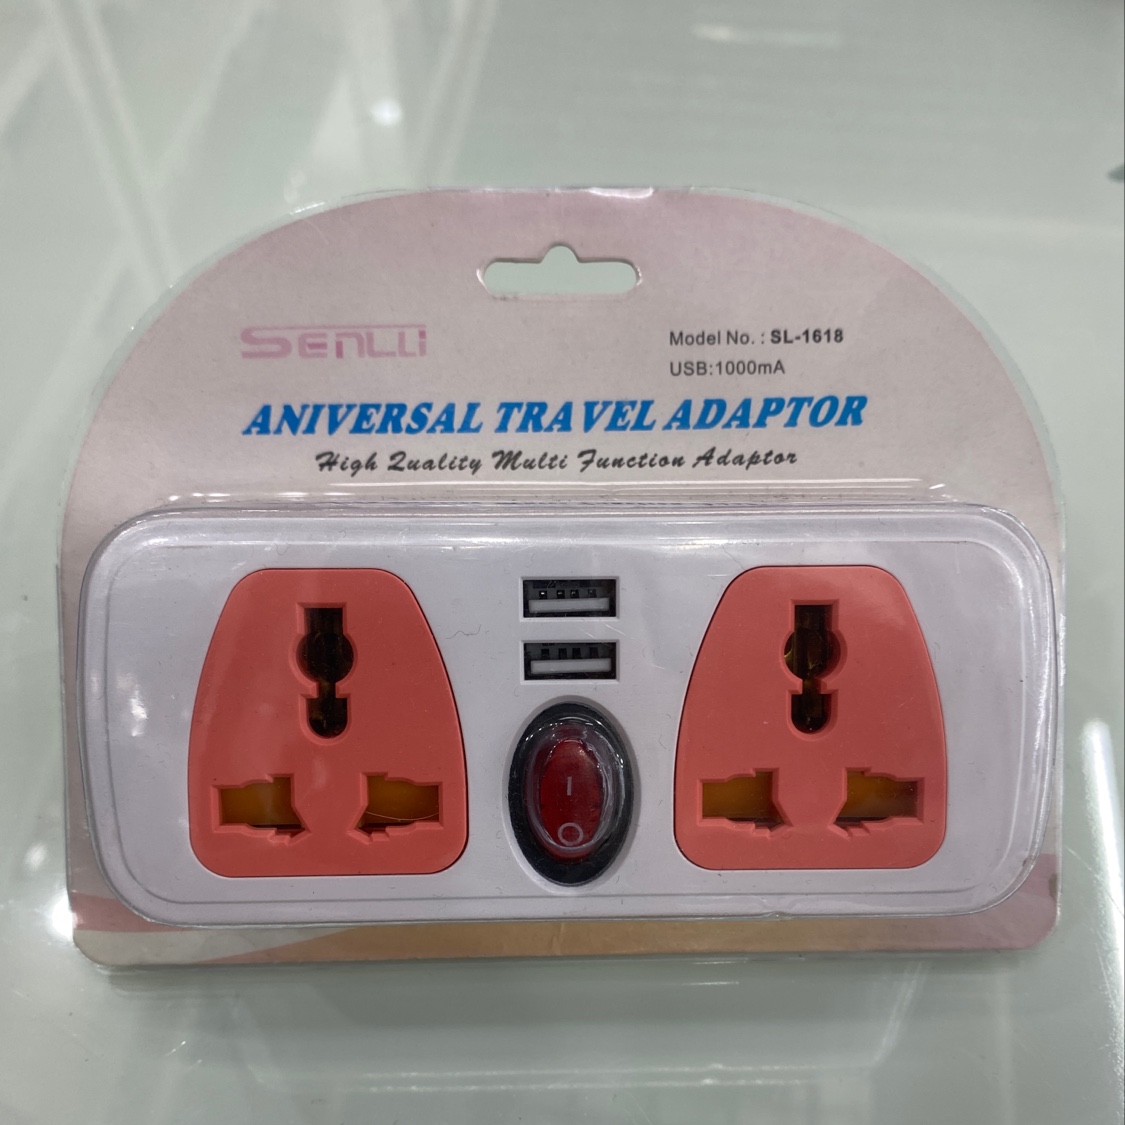 SENLLI
Model No. : SL-1618
USB:1000mA
ANIVERSAL TRAVEL ADAPTOR
High Quality Multi Function Adaptor